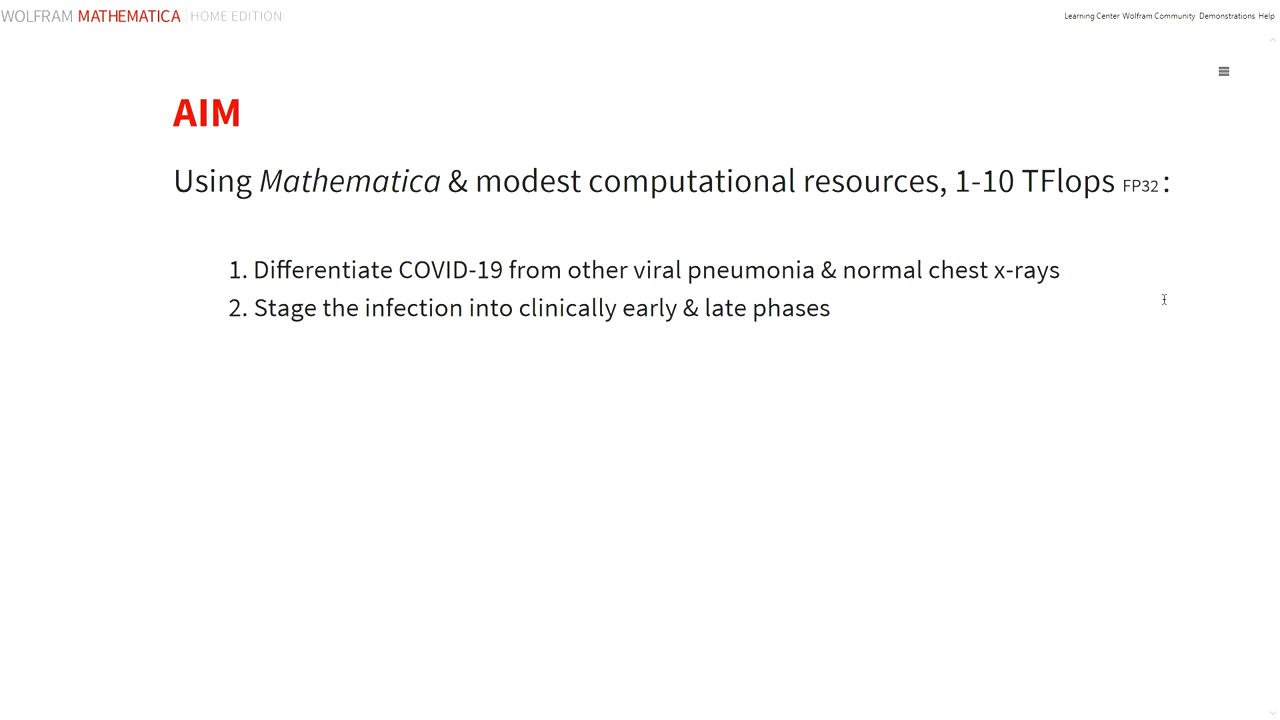 WOLFRAM MATHEMATICA HOME EDITION
Learning Center Wolfram Community Demonstrations Help
AIM
Using Mathematica & modest computational resources, 1-10 TFlops FP32 :
1. Differentiate COVID-19 from other viral pneumonia & normal chest x-rays
2. Stage the infection into clinically early & late phases